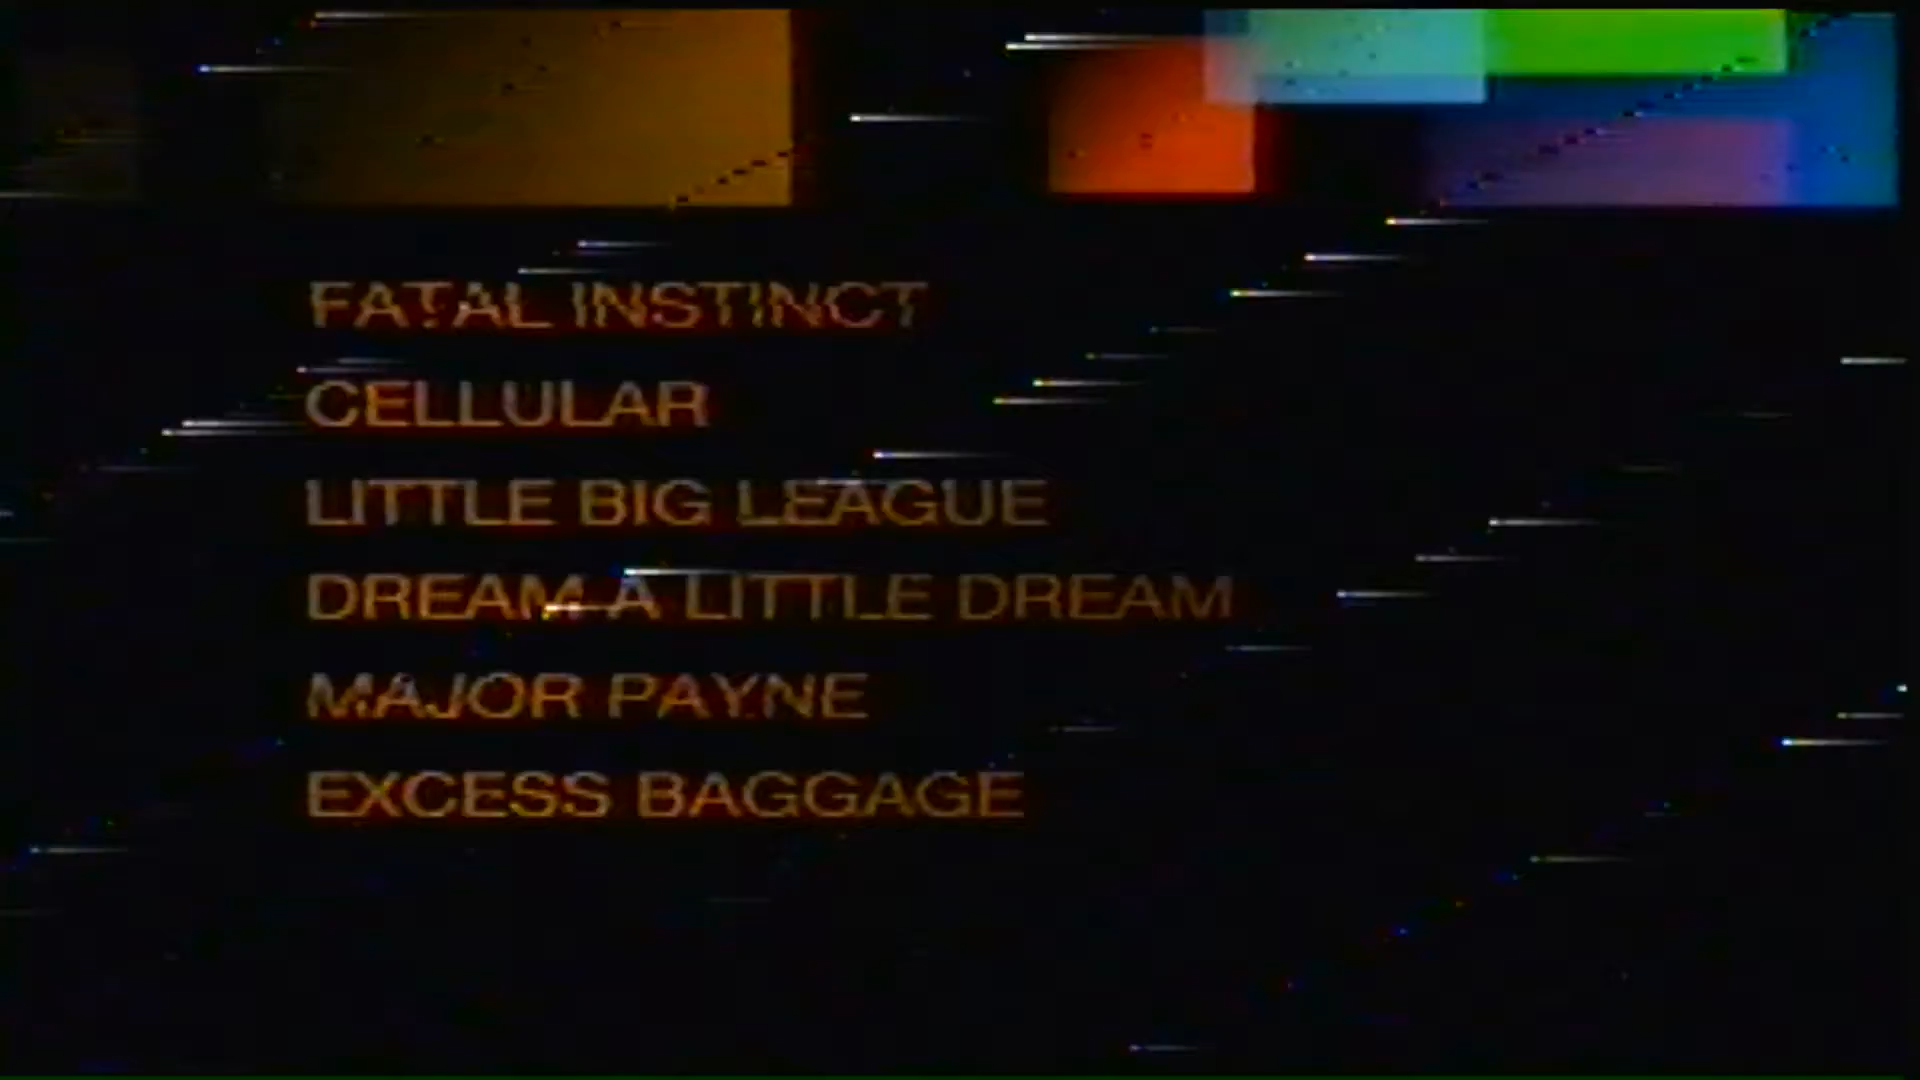 FATAL INSTINCT
CELLULAR
LITTLE BIG LEAGUE
DREAM A LITTLE DREAM
MAJOR PAYNE
EXCESS BAGGAGE